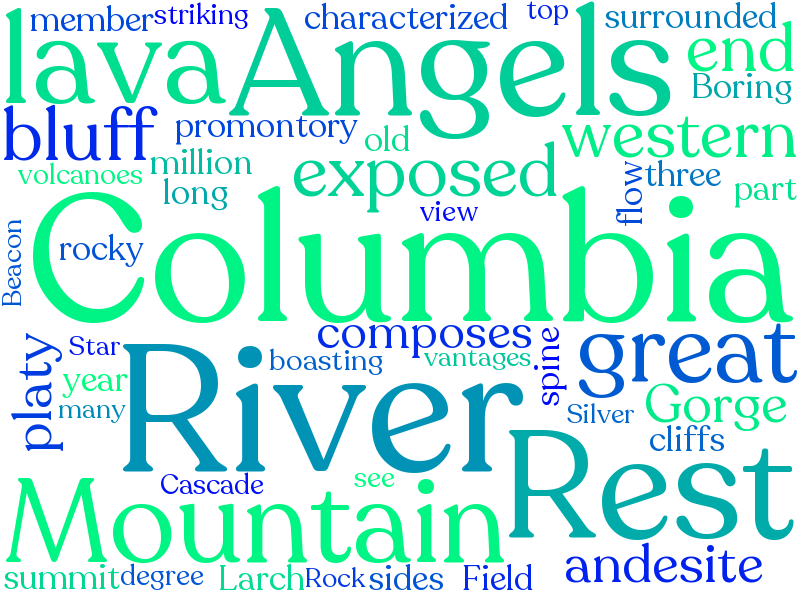 member striking characterized top surrounded
lava Angels end
Boring
bluff promontory old western
volcanoes million exposed flow three
long view part
Columbia
rocky
Beacon
platy Star River composes spine great
boasting vantages
year
many Silver Gorge
Rest cliffs
Cascade see
Mountain andesite
summit degree Larch Rock sides Field